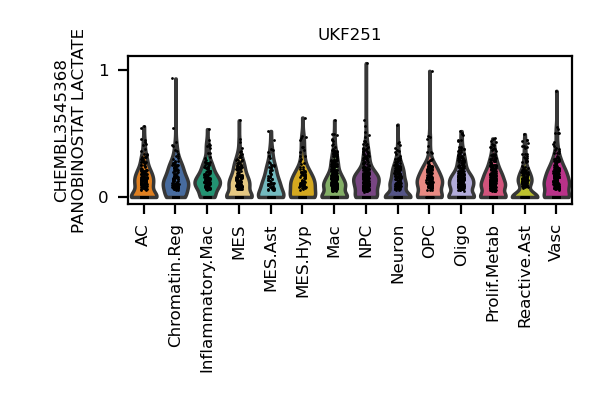 UKF251
CHEMBL3545368
PANOBINOSTAT LACTATE
1
0
AC
Chromatin.Reg
Inflammatory.Mac
MES
MES.Ast
MES.Hyp
Mac
NPC
Neuron
OPC
Oligo
Prolif.Metab
Reactive.Ast
Vasc